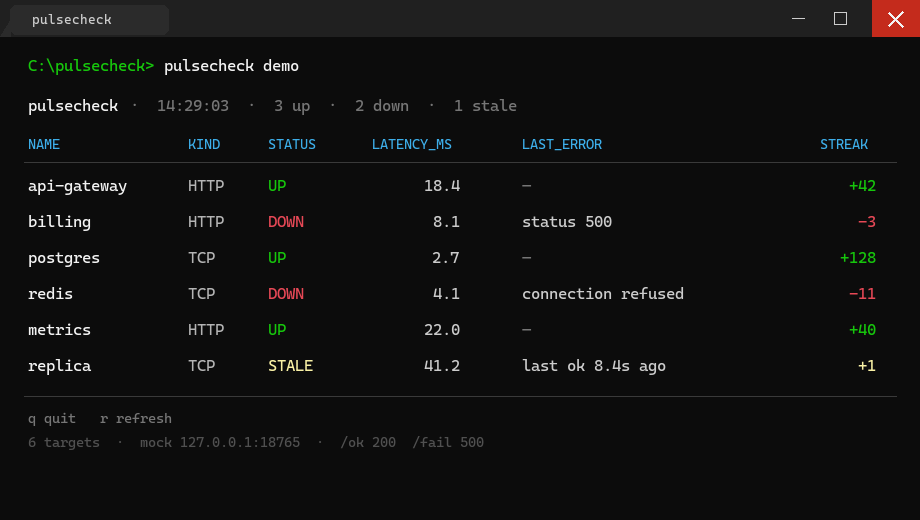 pulsecheck
C:\pulsecheck> pulsecheck demo
pulsecheck · 14:29:03 · 3 up · 2 down · 1 stale
NAME KIND STATUS LATENCY_MS LAST_ERROR STREAK
api-gateway HTTP UP 18.4 — +42
billing HTTP DOWN 8.1 status 500 −3
postgres TCP UP 2.7 — +128
redis TCP DOWN 4.1 connection refused −11
metrics HTTP UP 22.0 — +40
replica TCP STALE 41.2 last ok 8.4s ago +1
q quit r refresh
6 targets · mock 127.0.0.1:18765 · /ok 200 /fail 500